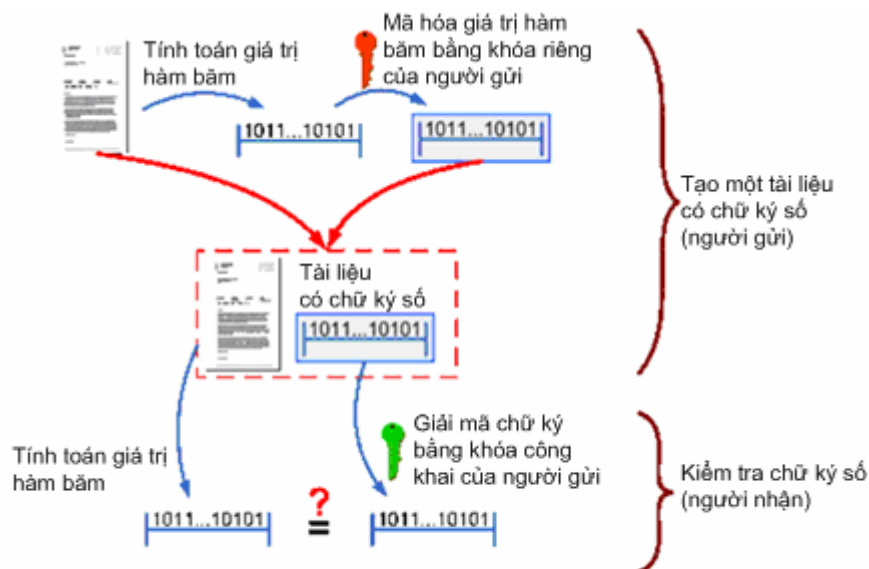 Tính toán giá trị
hàm băm
Mã hóa giá trị hàm
băm bằng khóa riêng
của người gửi
1011...10101
1011...10101
Tạo một tài liệu
có chữ ký số
(người gửi)
Tài liệu
có chữ ký số
1011...10101
Tính toán giá trị
hàm băm
Giải mã chữ ký
bằng khóa công
khai của người gửi
Kiểm tra chữ ký số
(người nhận)
1011...10101
?
=
1011...10101